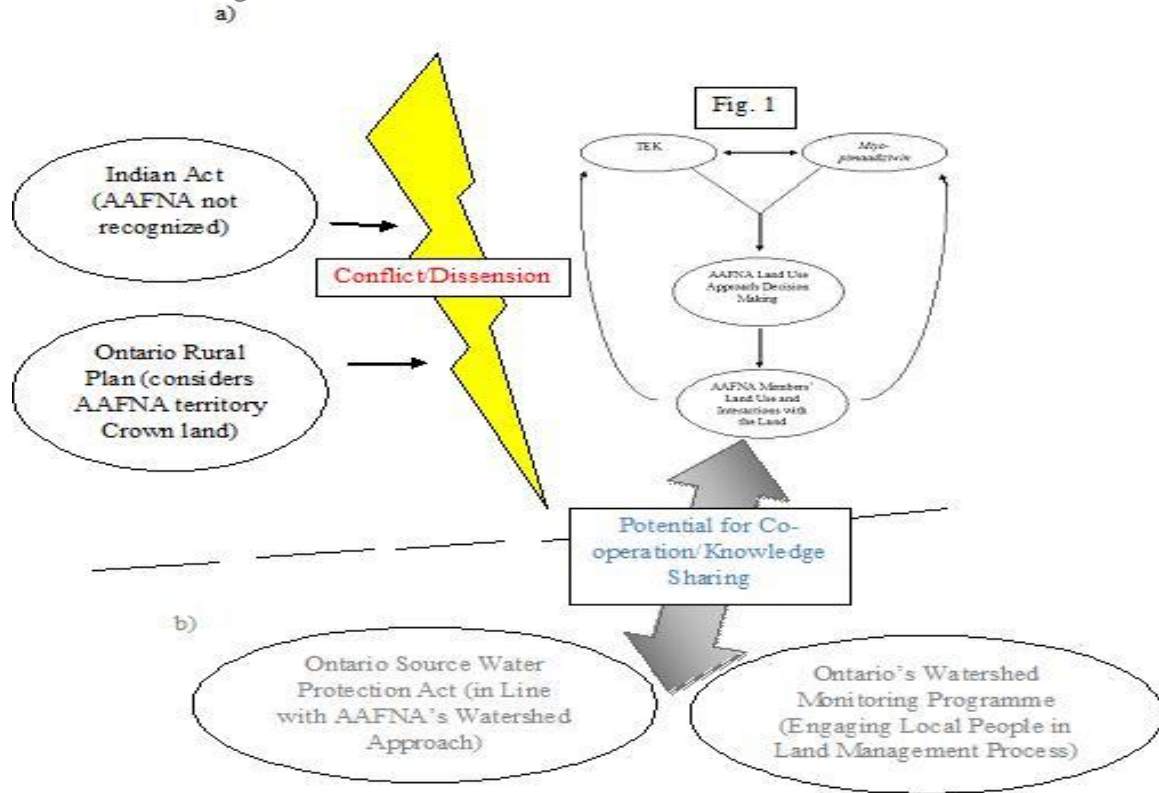 a)
Fig. 1
TEK
Miyo-
pimaadiziwin
Indian Act
(AAFNA not
recognized)
Conflict/Dissension
AAFNA Land Use
Approach Decision
Making
Ontario Rural
Plan (considers
AAFNA territory
Crown land)
AAFNA Members'
Land Use and
Interactions with
the Land
Potential for Co-
operation/Knowledge
Sharing
b)
Ontario Source Water
Protection Act (in Line
with AAFNA's Watershed
Approach)
Ontario's Watershed
Monitoring Programme
(Engaging Local People in
Land Management Process)